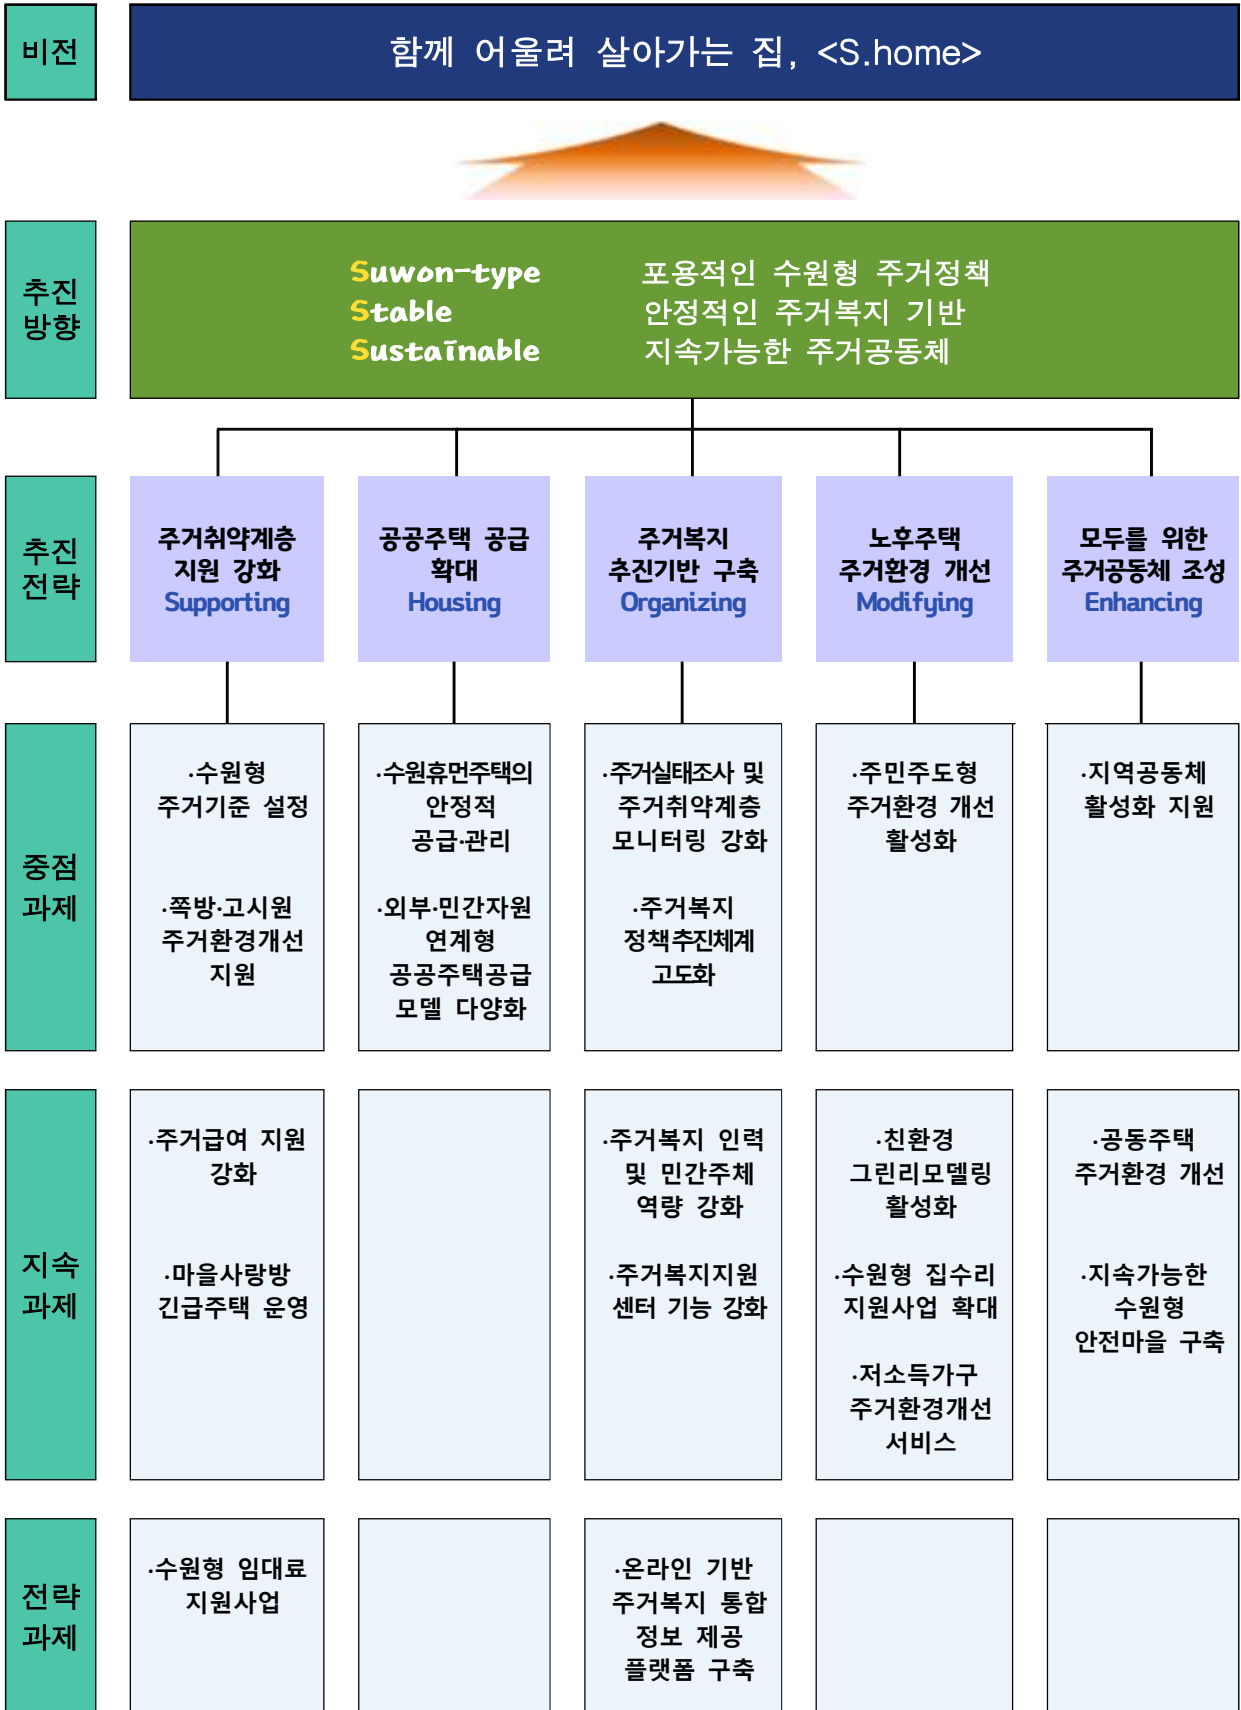 비전
함께 어울려 살아가는 집, <S.home>
추진
방향
Suwon-type 포용적인 수원형 주거정책
Stable 안정적인 주거복지 기반
Sustainable 지속가능한 주거공동체
추진
전략
주거취약계층
지원 강화
Supporting
공공주택 공급
확대
Housing
주거복지
추진기반 구축
Organizing
노후주택
주거환경 개선
Modifying
모두를 위한
주거공동체 조성
Enhancing
중점
과제
·수원형
주거기준 설정
·쪽방·고시원
주거환경개선
지원
·수원휴먼주택의
안정적
공급·관리
·외부·민간자원
연계형
공공주택공급
모델 다양화
·주거실태조사 및
주거취약계층
모니터링 강화
·주거복지
정책추진체계
고도화
·주민주도형
주거환경 개선
활성화
·지역공동체
활성화 지원
지속
과제
·주거급여 지원
강화
·마을사랑방
긴급주택 운영
·주거복지 인력
및 민간주체
역량 강화
·주거복지지원
센터 기능 강화
·친환경
그린리모델링
활성화
·수원형 집수리
지원사업 확대
·저소득가구
주거환경개선
서비스
·공동주택
주거환경 개선
·지속가능한
수원형
안전마을 구축
전략
과제
·수원형 임대료
지원사업
·온라인 기반
주거복지 통합
정보 제공
플랫폼 구축